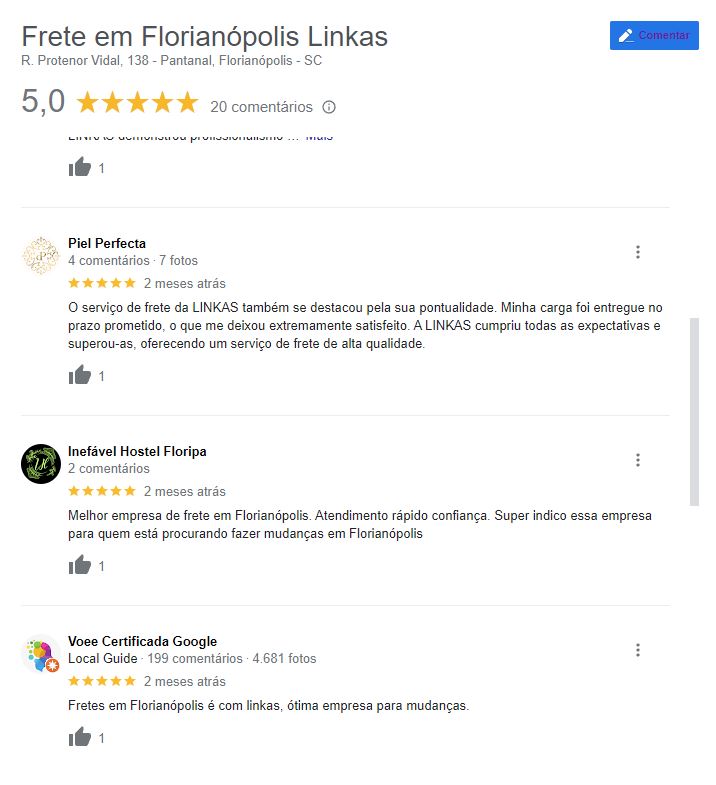 Frete em Florianópolis Linkas
Comentar
R. Protenor Vidal, 138 - Pantanal, Florianópolis - SC
5,0
20 comentários
LINKAS demonstrou profissionalismo … Mais
1
Piel Perfecta
4 comentários · 7 fotos
2 meses atrás
O serviço de frete da LINKAS também se destacou pela sua pontualidade. Minha carga foi entregue no
prazo prometido, o que me deixou extremamente satisfeito. A LINKAS cumpriu todas as expectativas e
superou-as, oferecendo um serviço de frete de alta qualidade.
1
Inefável Hostel Floripa
2 comentários
2 meses atrás
Melhor empresa de frete em Florianópolis. Atendimento rápido confiança. Super indico essa empresa
para quem está procurando fazer mudanças em Florianópolis
1
Voee Certificada Google
Local Guide · 199 comentários · 4.681 fotos
2 meses atrás
Fretes em Florianópolis é com linkas, ótima empresa para mudanças.
1